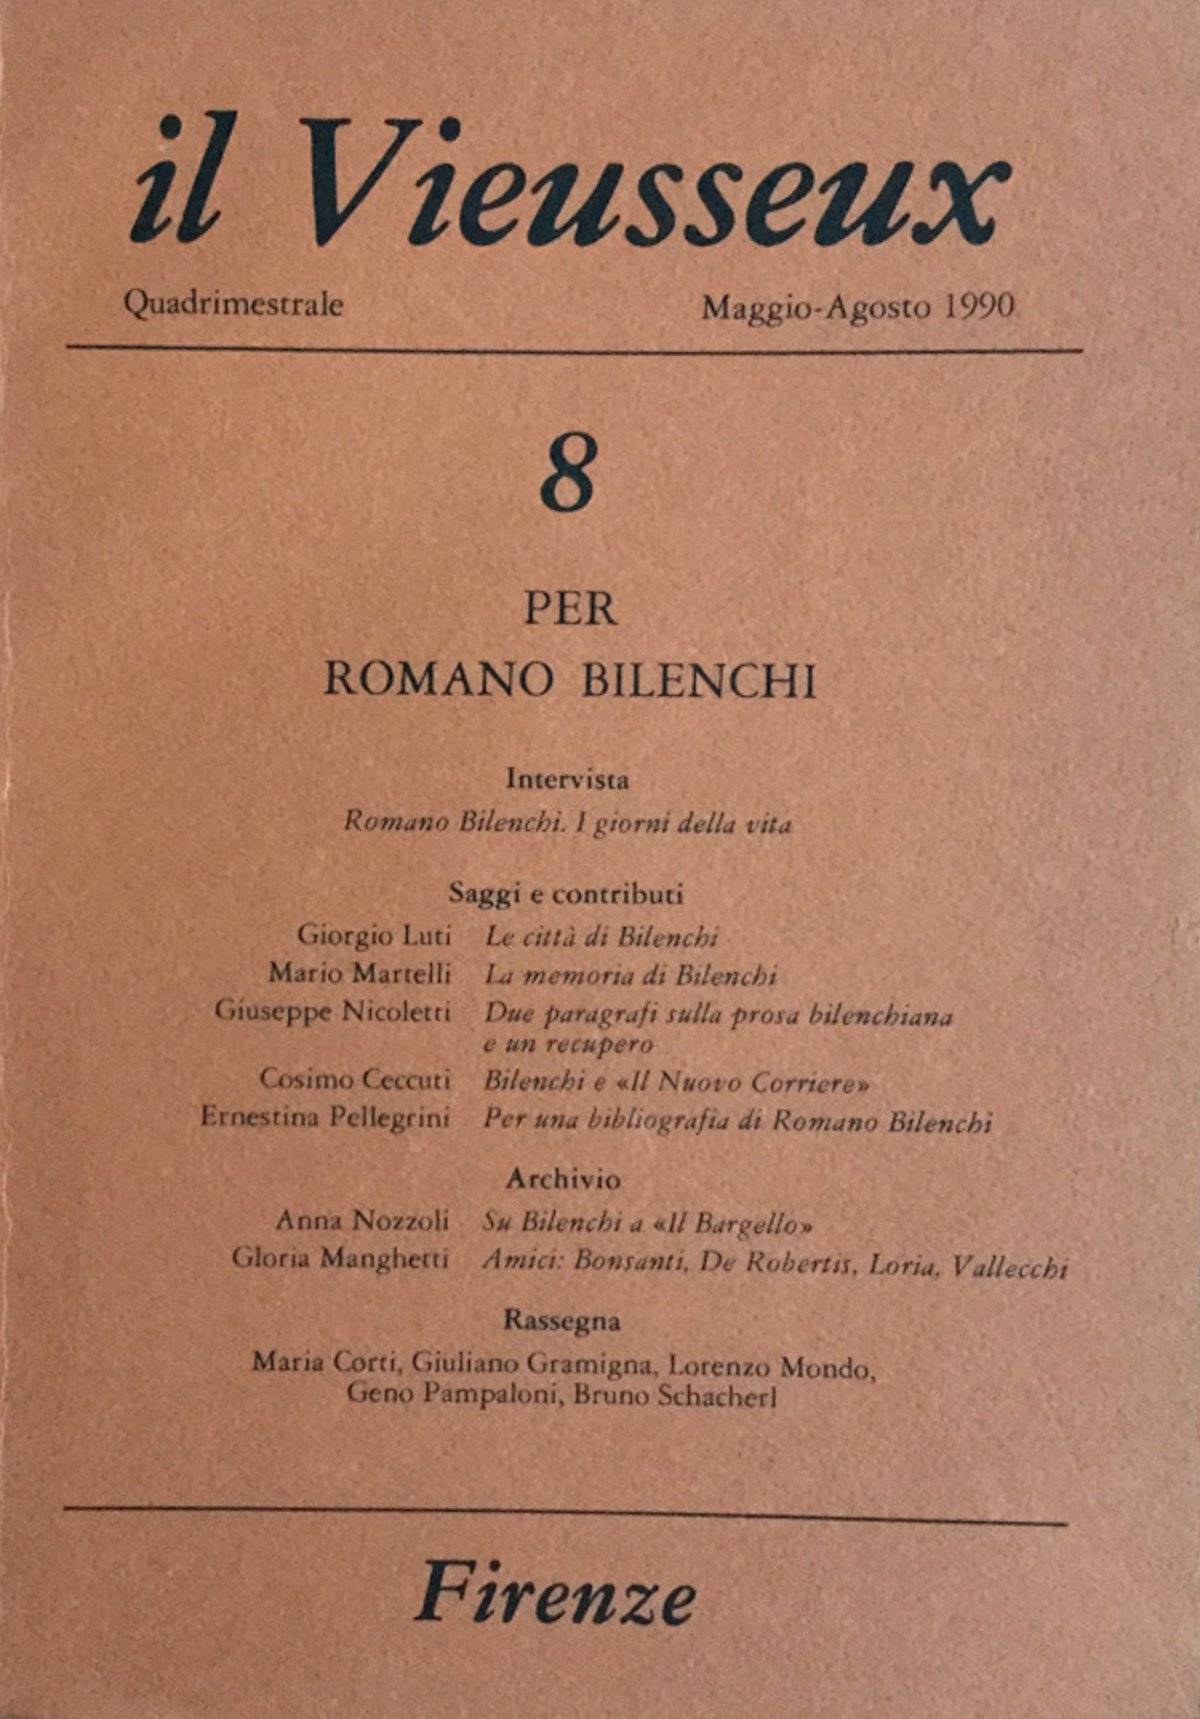 il Vieusseux
Quadrimestrale Maggio-Agosto 1990
8
PER
ROMANO BILENCHI
Intervista
Romano Bilenchi. I giorni della vita
Saggi e contributi
Giorgio Luti Le città di Bilenchi
Mario Martelli La memoria di Bilenchi
Giuseppe Nicoletti Due paragrafi sulla prosa bilenchiana
e un recupero
Cosimo Ceccuti Bilenchi e «Il Nuovo Corriere»
Ernestina Pellegrini Per una bibliografia di Romano Bilenchi
Archivio
Anna Nozzoli Su Bilenchi a «Il Bargello»
Gloria Manghetti Amici: Bonsanti, De Robertis, Loria, Vallecchi
Rassegna
Maria Corti, Giuliano Gramigna, Lorenzo Mondo,
Geno Pampaloni, Bruno Schacherl
Firenze